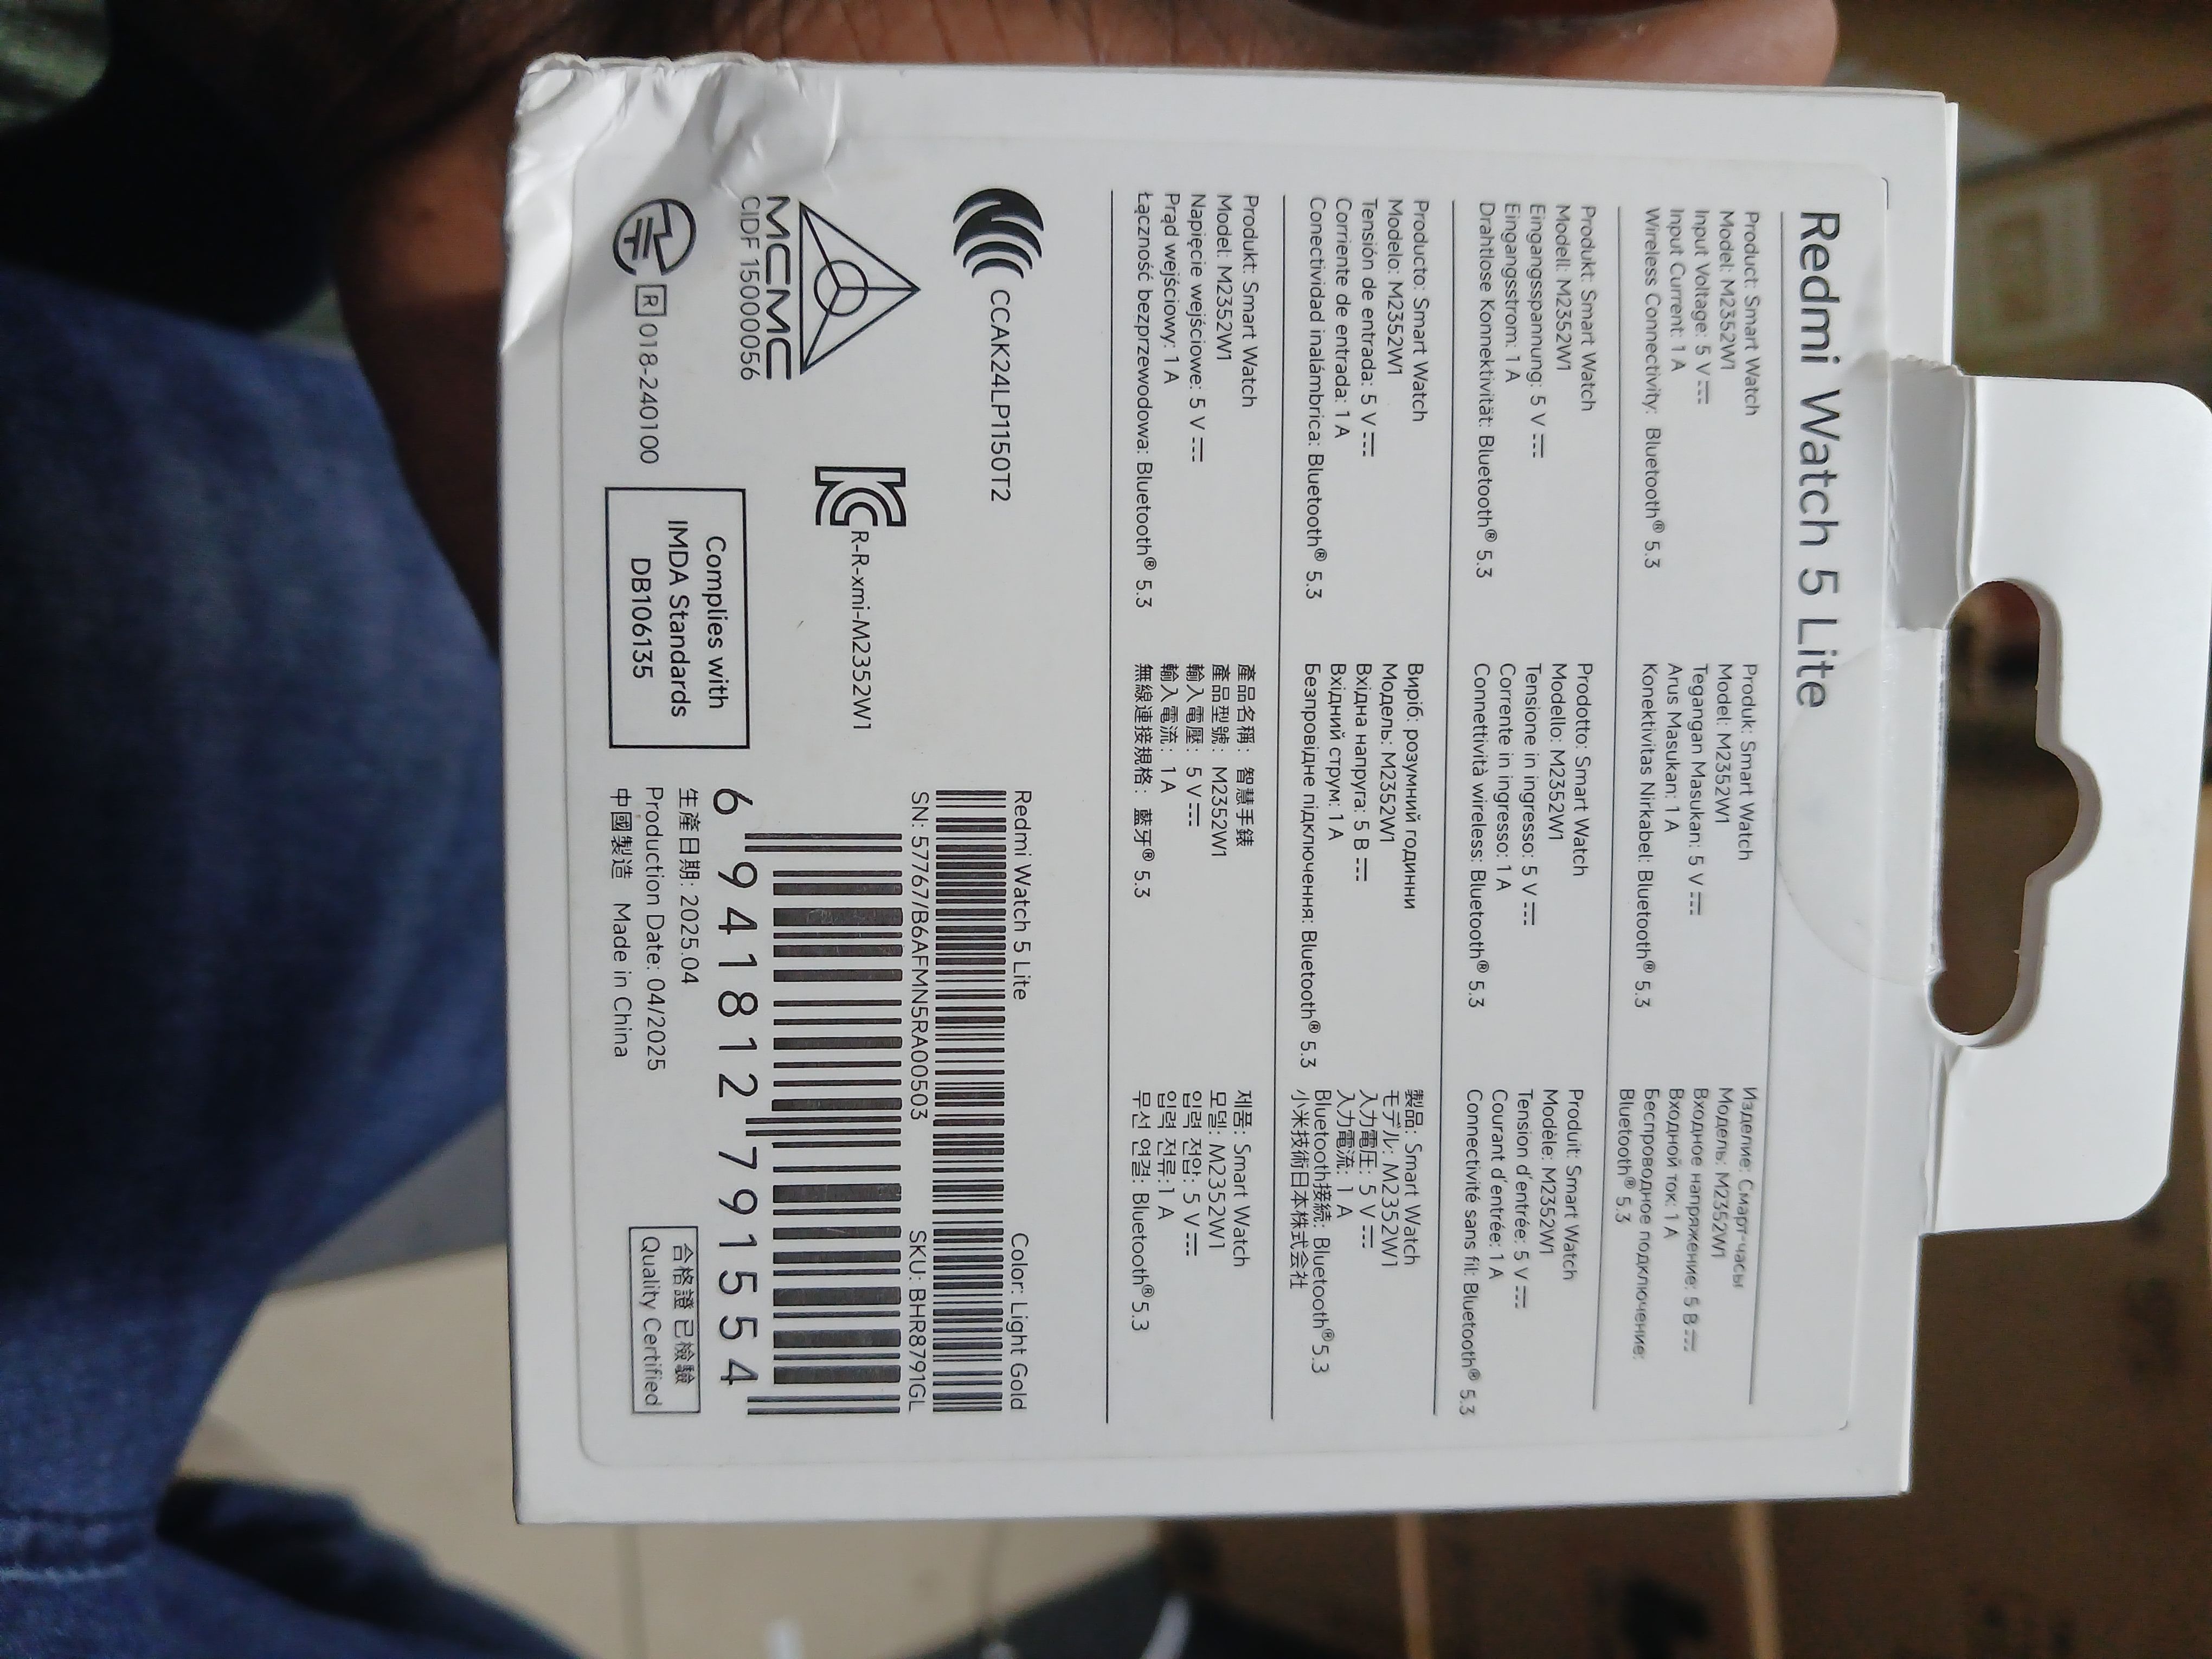 Redmi Watch 5 Lite
Product: Smart Watch
Model: M2352W1
Input Voltage: 5 V⎓
Input Current: 1 A
Wireless Connectivity: Bluetooth® 5.3
Produk: Smart Watch
Model: M2352W1
Tegangan Masukan: 5 V⎓
Arus Masukan: 1 A
Konektivitas Nirkabel: Bluetooth® 5.3
Изделие: Смарт-часы
Модель: M2352W1
Входное напряжение: 5 В⎓
Входной ток: 1 A
Беспроводное подключение:
Bluetooth® 5.3
Produkt: Smart Watch
Modell: M2352W1
Eingangsspannung: 5 V⎓
Eingangsstrom: 1 A
Drahtlose Konnektivität: Bluetooth® 5.3
Prodotto: Smart Watch
Modello: M2352W1
Tensione in ingresso: 5 V⎓
Corrente in ingresso: 1 A
Connettività wireless: Bluetooth® 5.3
Produit: Smart Watch
Modèle: M2352W1
Tension d'entrée: 5 V⎓
Courant d'entrée: 1 A
Connectivité sans fil: Bluetooth® 5.3
Producto: Smart Watch
Modelo: M2352W1
Tensión de entrada: 5 V⎓
Corriente de entrada: 1 A
Conectividad inalámbrica: Bluetooth® 5.3
Виріб: розумний годинни
Модель: M2352W1
Вхідна напруга: 5 В⎓
Вхідний струм: 1 A
Безпровідне підключення: Bluetooth® 5.3
製品: Smart Watch
モデル: M2352W1
入力電圧: 5 V⎓
入力電流: 1 A
Bluetooth接続: Bluetooth®5.3
小米技術日本株式会社
Produkt: Smart Watch
Model: M2352W1
Napięcie wejściowe: 5 V⎓
Prąd wejściowy: 1 A
Łączność bezprzewodowa: Bluetooth® 5.3
產品名稱: 智慧手錶
產品型號: M2352W1
輸入電壓: 5 V⎓
輸入電流: 1 A
無線連接規格: 藍牙® 5.3
제품: Smart Watch
모델: M2352W1
입력 전압: 5 V⎓
입력 전류:1 A
무선 연결: Bluetooth®5.3
CCAK24LP1150T2
MCMC
CIDF15000056
R-R-xmi-M2352W1
R 018-240100
Complies with
IMDA Standards
DB106135
Redmi Watch 5 Lite Color: Light Gold
SN: 57767/B6AFMN5RA00503 SKU: BHR8791GL
6 941812 791554
生產日期: 2025.04
Production Date: 04/2025
中國製造 Made in China
合格證 已檢驗
Quality Certified